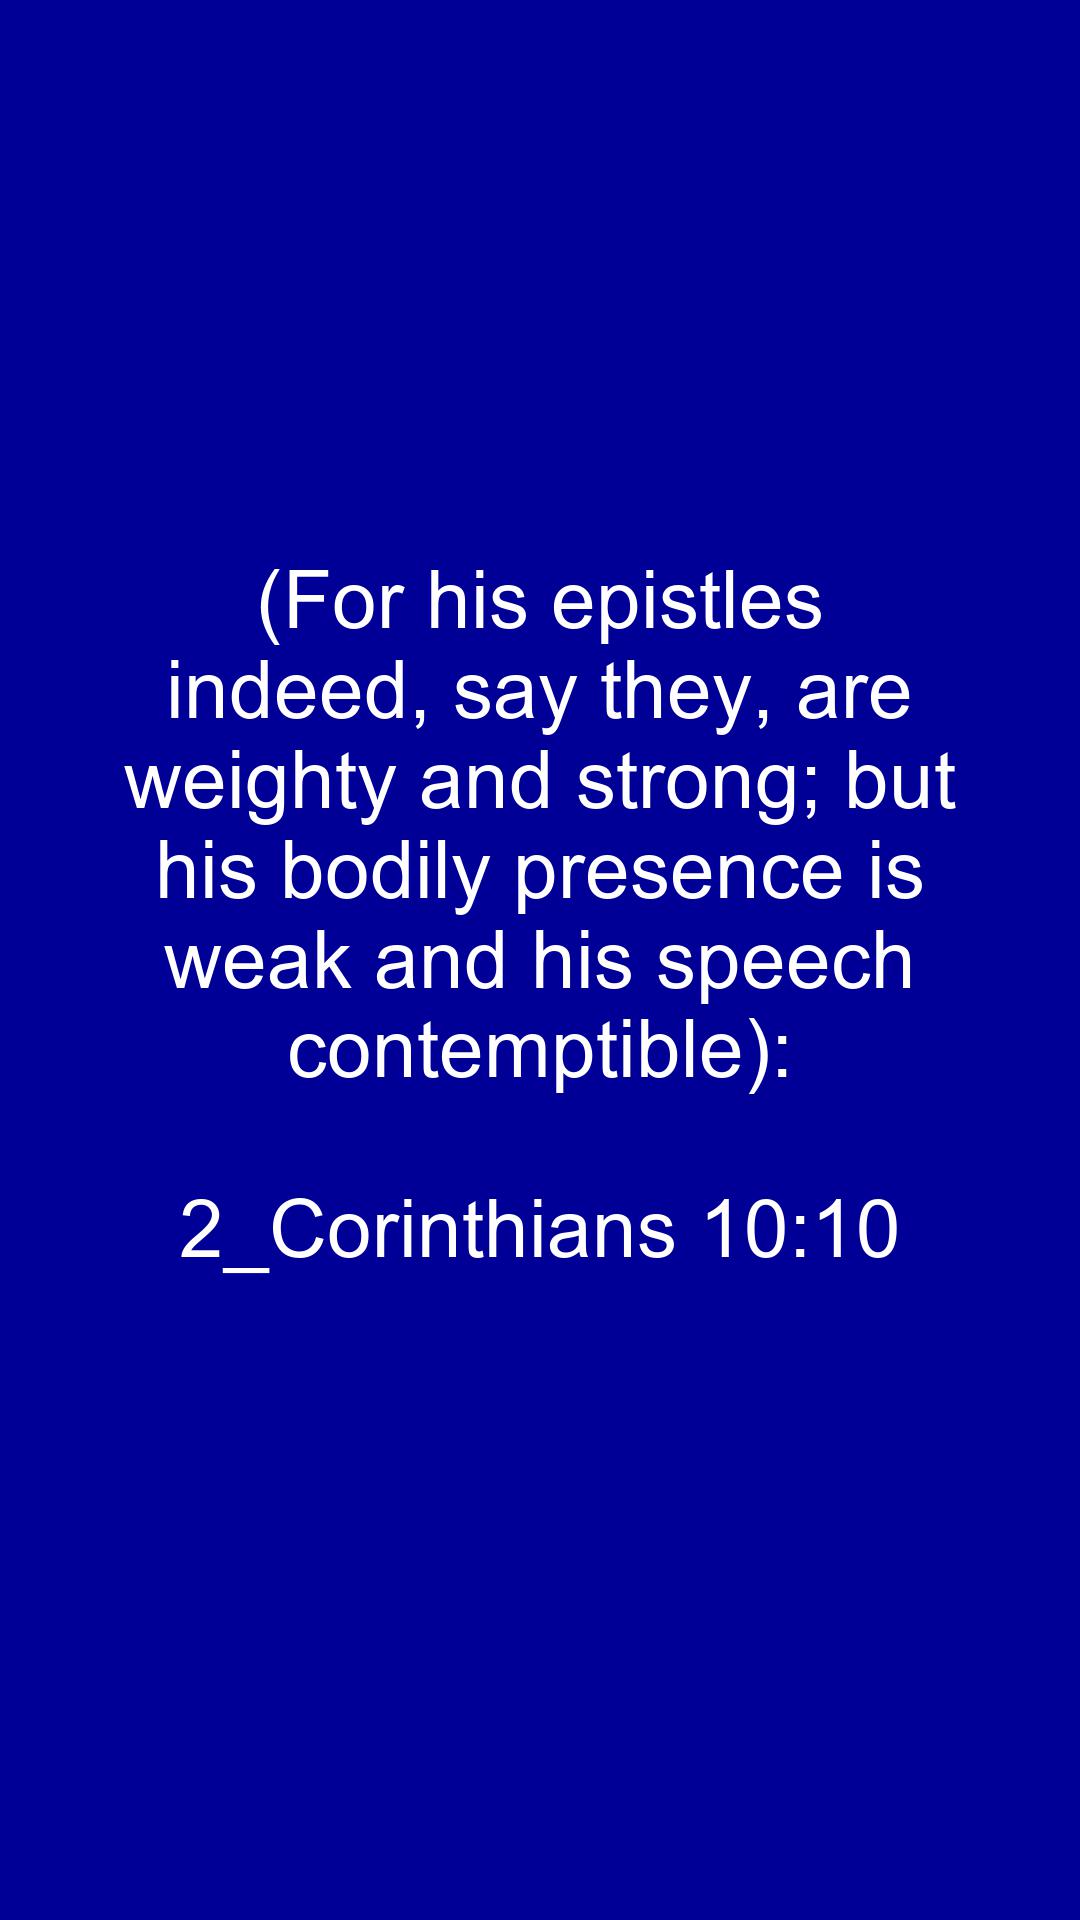 (For his epistles
indeed, say they, are
weighty and strong; but
his bodily presence is
weak and his speech
contemptible):
2_Corinthians 10:10